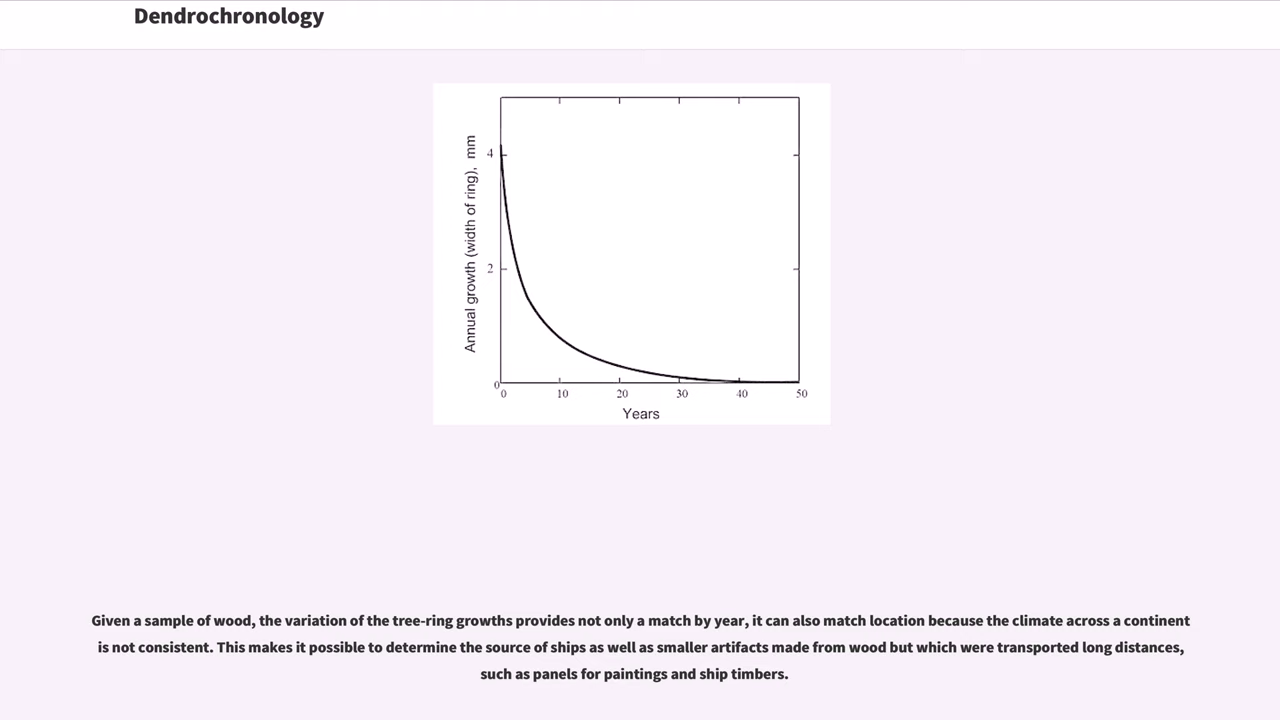 Dendrochronology
Annual growth (width of ring), mm
4
2
0
0 10 20 30 40 50
Years
Given a sample of wood, the variation of the tree-ring growths provides not only a match by year, it can also match location because the climate across a continent
is not consistent. This makes it possible to determine the source of ships as well as smaller artifacts made from wood but which were transported long distances,
such as panels for paintings and ship timbers.